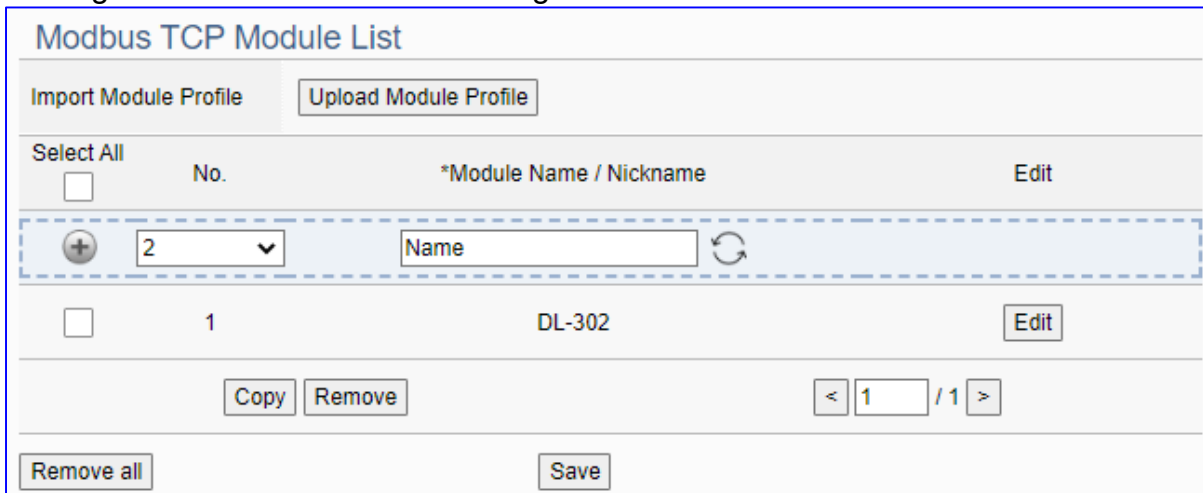 Modbus TCP Module List
Import Module Profile Upload Module Profile
Select All
No. *Module Name / Nickname Edit
2 Name
1 DL-302 Edit
Copy Remove < 1 / 1 >
Remove all Save